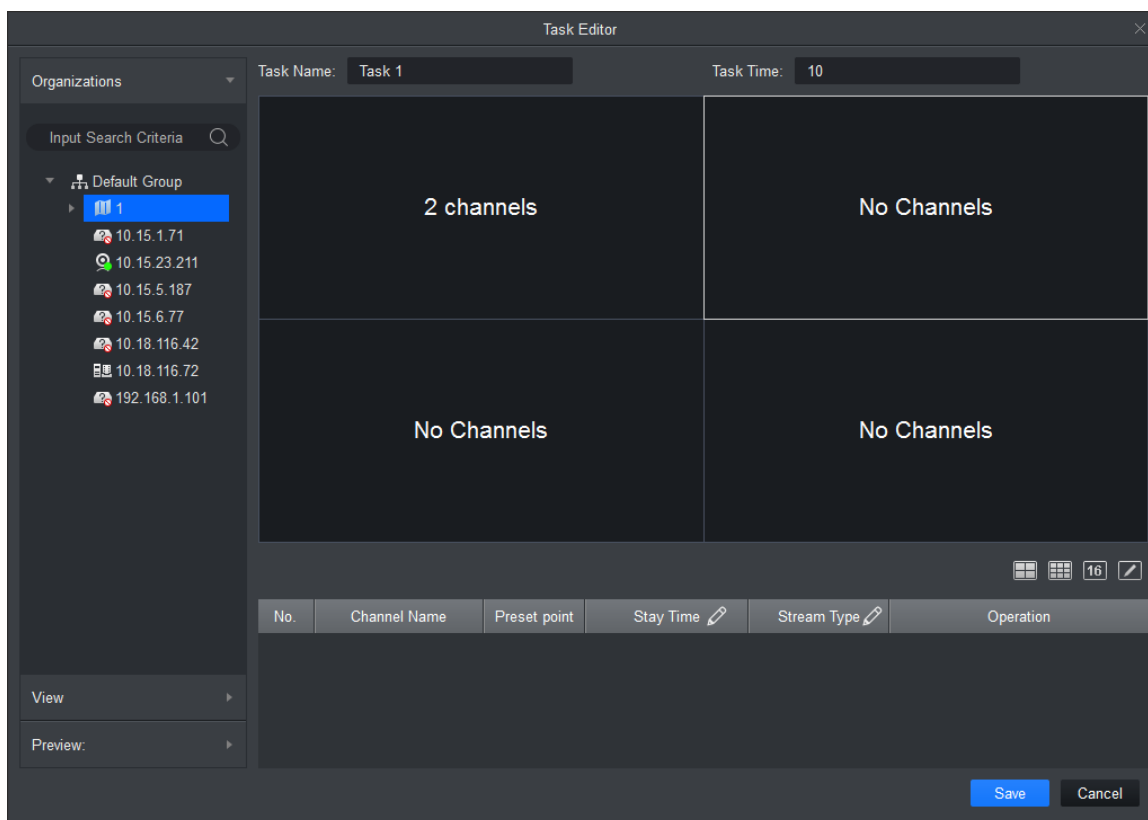 Task Editor
Organizations
Task Name: Task 1
Task Time: 10
Input Search Criteria
Default Group
1
10.15.1.71
10.15.23.211
10.15.5.187
10.15.6.77
10.18.116.42
10.18.116.72
192.168.1.101
2 channels
No Channels
No Channels
No Channels
16
No. Channel Name Preset point Stay Time Stream Type Operation
View
Preview:
Save Cancel